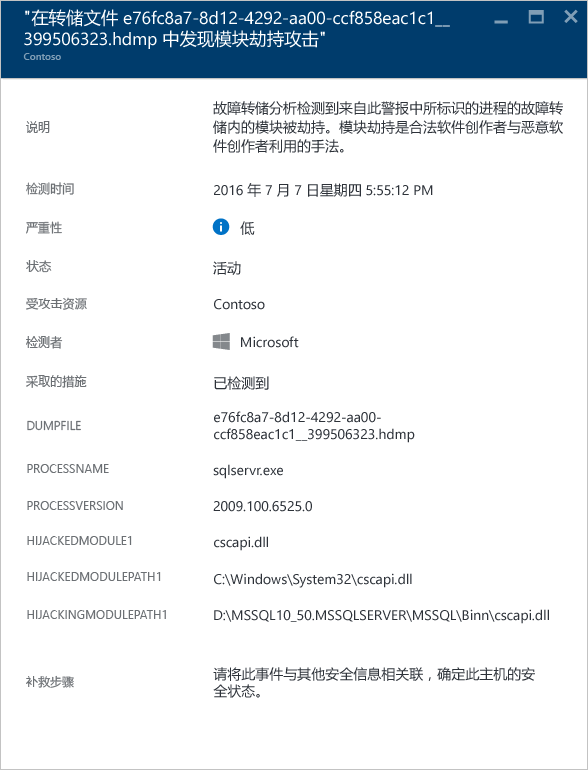 "在转储文件 e76fc8a7-8d12-4292-aa00-ccf858eac1c1__
399506323.hdmp 中发现模块劫持攻击"
Contoso
说明
故障转储分析检测到来自此警报中所标识的进程的故障转
储内的模块被劫持。模块劫持是合法软件创作者与恶意软
件创作者利用的手法。
检测时间
2016 年 7 月 7 日星期四 5:55:12 PM
严重性
低
状态
活动
受攻击资源
Contoso
检测者
Microsoft
采取的措施
已检测到
DUMPFILE
e76fc8a7-8d12-4292-aa00-
ccf858eac1c1__399506323.hdmp
PROCESSNAME
sqlservr.exe
PROCESSVERSION
2009.100.6525.0
HIJACKEDMODULE1
cscapi.dll
HIJACKEDMODULEPATH1
C:\Windows\System32\cscapi.dll
HIJACKINGMODULEPATH1
D:\MSSQL10_50.MSSQLSERVER\MSSQL\Binn\cscapi.dll
补救步骤
请将此事件与其他安全信息相关联，确定此主机的安
全状态。